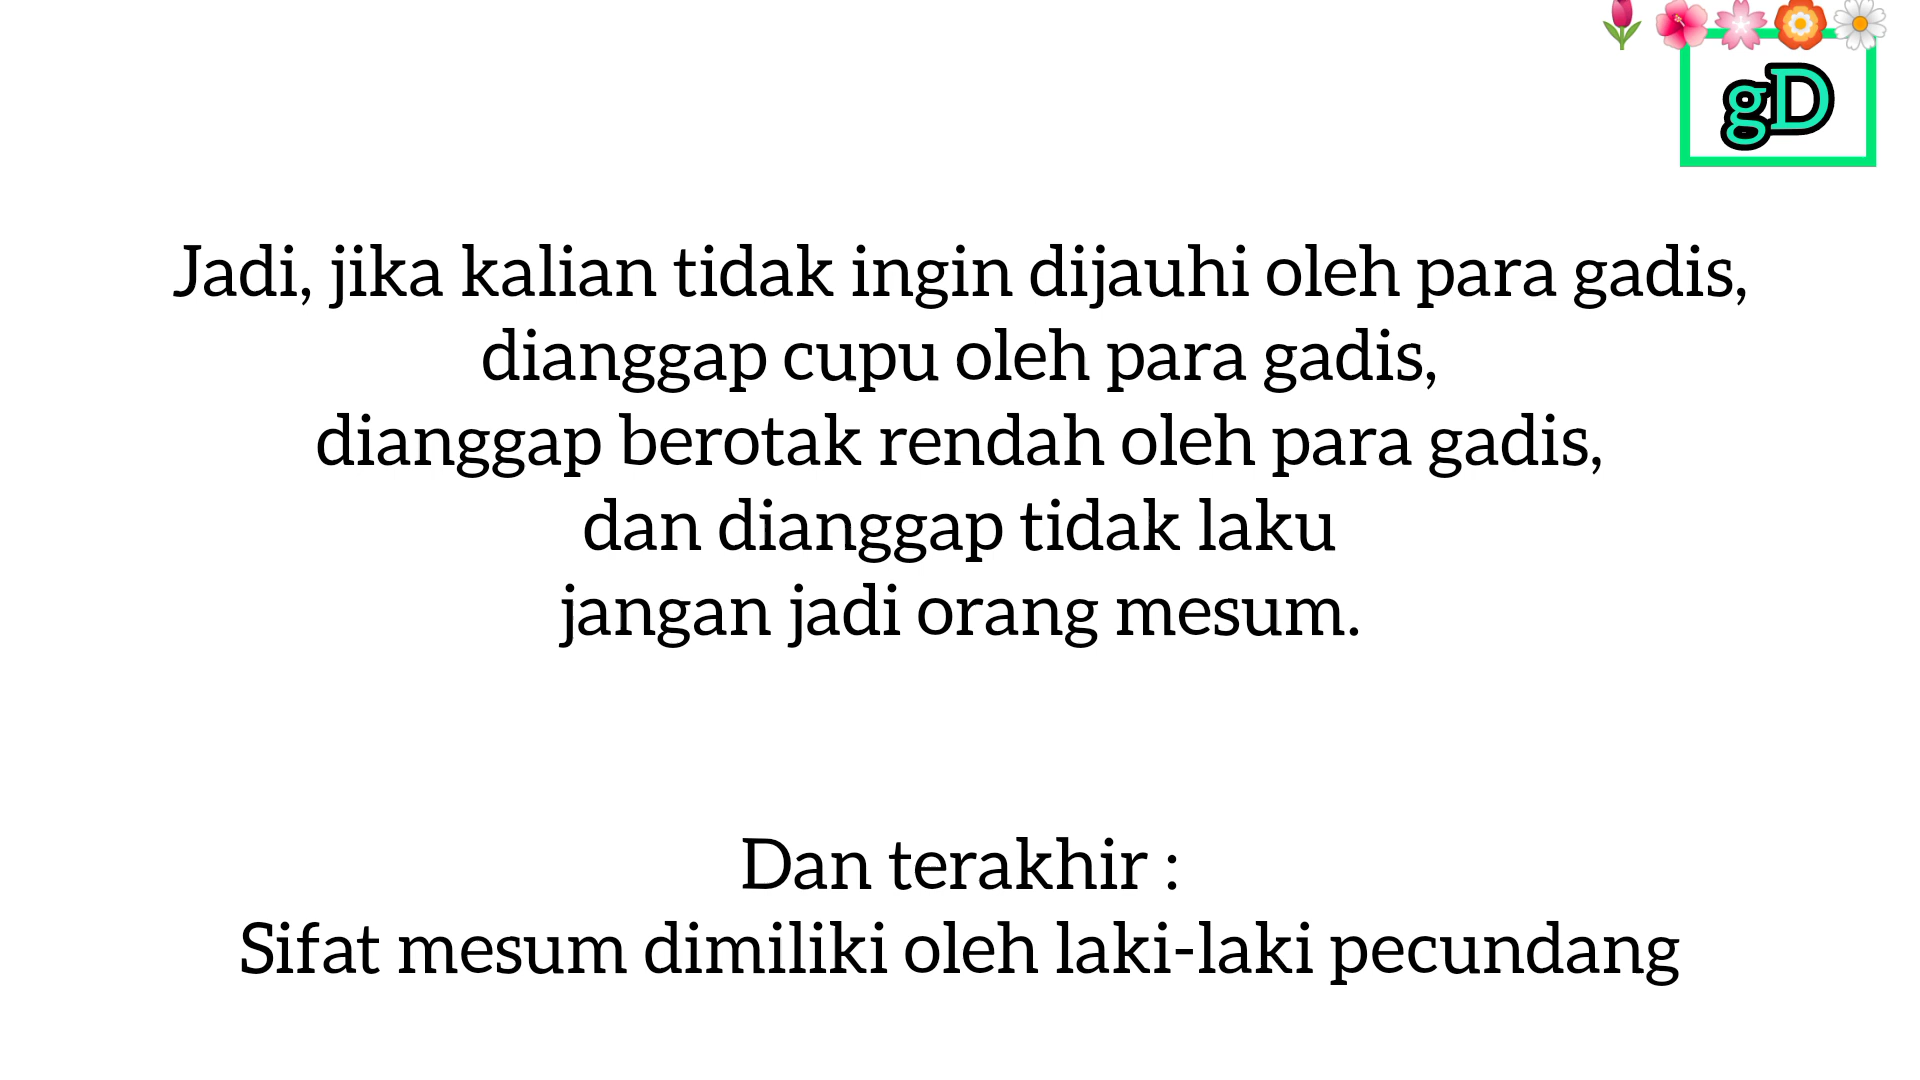 gD
Jadi, jika kalian tidak ingin dijauhi oleh para gadis,
dianggap cupu oleh para gadis,
dianggap berotak rendah oleh para gadis,
dan dianggap tidak laku
jangan jadi orang mesum.
Dan terakhir :
Sifat mesum dimiliki oleh laki-laki pecundang